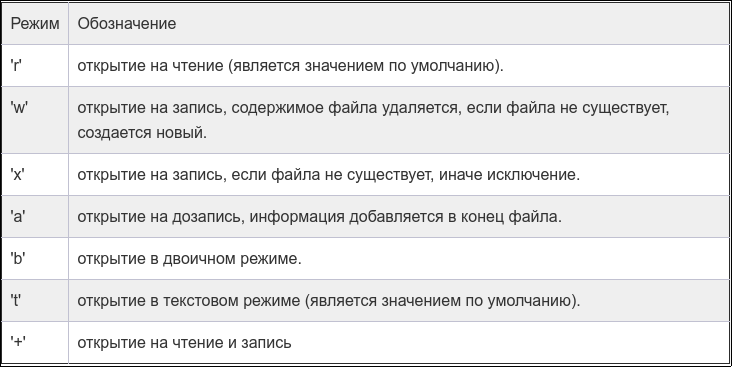 Режим Обозначение
'r' открытие на чтение (является значением по умолчанию).
'w' открытие на запись, содержимое файла удаляется, если файла не существует,
создается новый.
'x' открытие на запись, если файла не существует, иначе исключение.
'a' открытие на дозапись, информация добавляется в конец файла.
'b' открытие в двоичном режиме.
't' открытие в текстовом режиме (является значением по умолчанию).
'+' открытие на чтение и запись